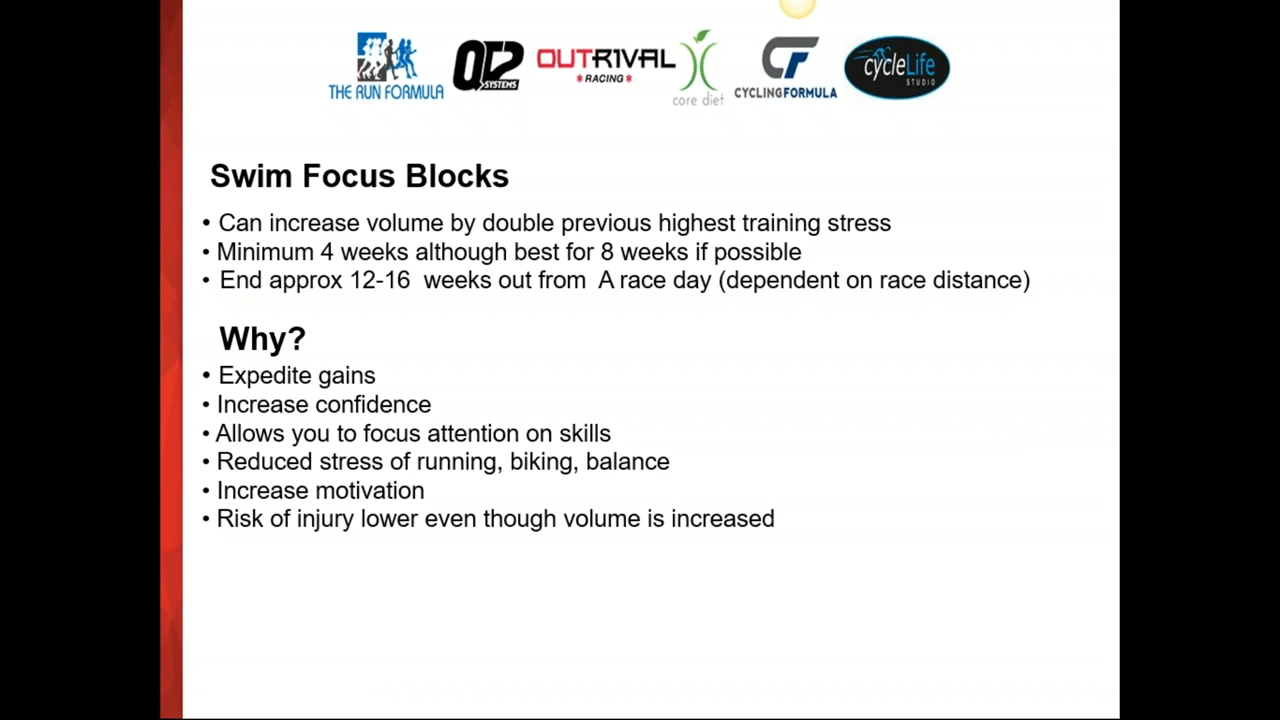 THE RUN FORMULA
QT2
SYSTEMS
OUTRIVAL
RACING
core diet
CYCLINGFORMULA
cycleLife
STUDIO
Swim Focus Blocks
• Can increase volume by double previous highest training stress
• Minimum 4 weeks although best for 8 weeks if possible
• End approx 12-16 weeks out from A race day (dependent on race distance)
Why?
• Expedite gains
• Increase confidence
• Allows you to focus attention on skills
• Reduced stress of running, biking, balance
• Increase motivation
• Risk of injury lower even though volume is increased